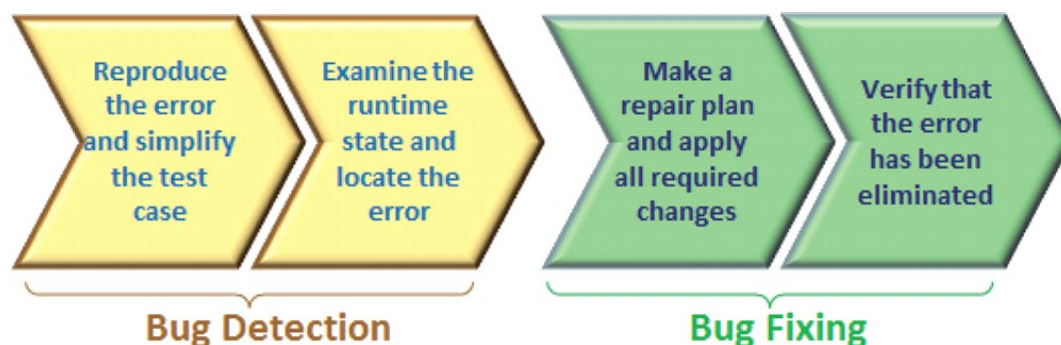 Reproduce
the error
and simplify
the test
case
Examine the
runtime
state and
locate the
error
Make a
repair plan
and apply
all required
changes
Verify that
the error
has been
eliminated
Bug Detection
Bug Fixing